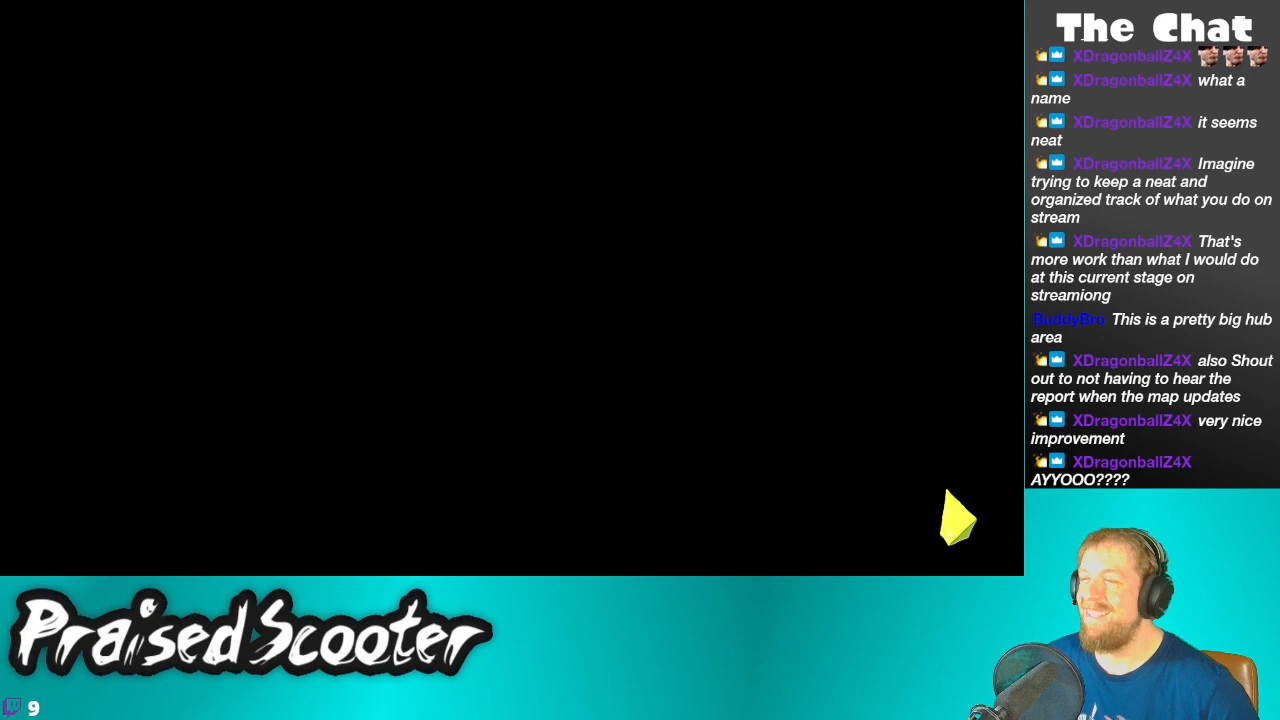 The Chat
XDragonballZ4X
XDragonballZ4X what a
name
XDragonballZ4X it seems
neat
XDragonballZ4X Imagine
trying to keep a neat and
organized track of what you do on
stream
XDragonballZ4X That's
more work than what I would do
at this current stage on
streamiong
BuddyBro This is a pretty big hub
area
XDragonballZ4X also Shout
out to not having to hear the
report when the map updates
XDragonballZ4X very nice
improvement
XDragonballZ4X
AYYOOO????
PraisedScooter
9